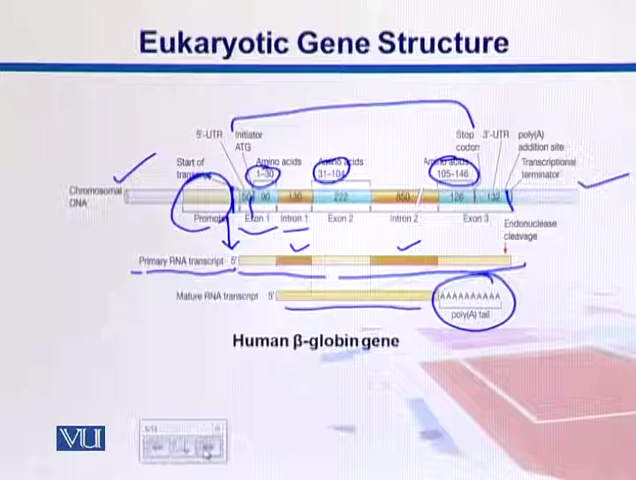 Eukaryotic Gene Structure
5'-UTR Initiator ATG
Stop codon 3'-UTR poly(A) addition site
Start of
Amino acids 1–30
Amino acids 31–104
Amino acids 105-146
Transcriptional terminator
Chromosomal DNA
50 90 130 222 850 126 132
Promoter Exon 1 Intron 1 Exon 2 Intron 2 Exon 3
Endonuclease cleavage
Primary RNA transcript 5'
Mature RNA transcript 5' AAAAAAAAAA
poly(A) tail
Human β-globin gene
VU